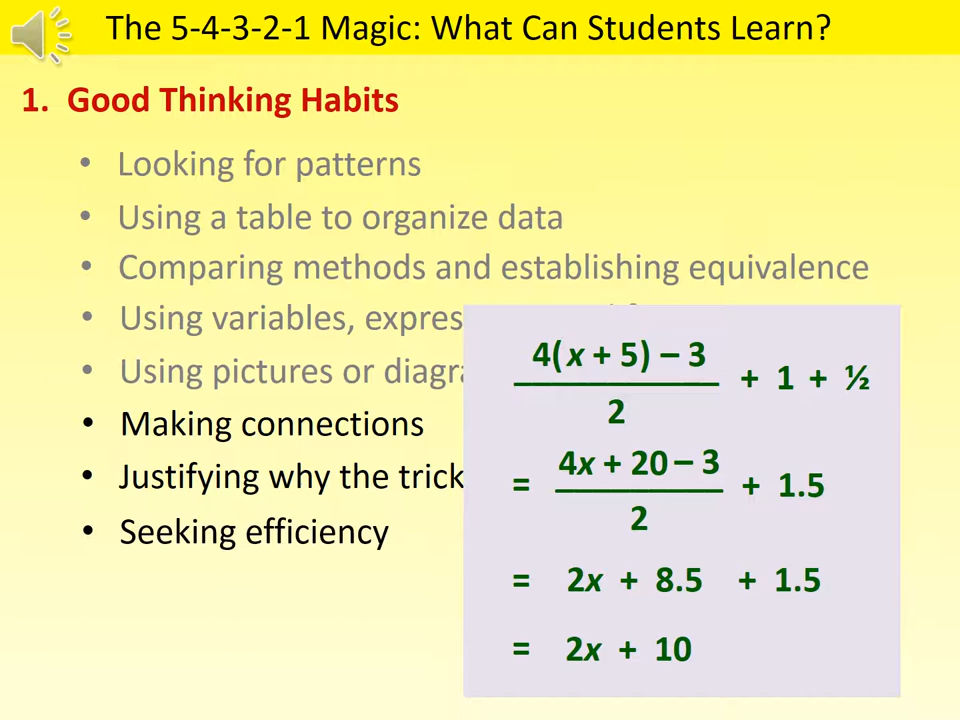 The 5-4-3-2-1 Magic: What Can Students Learn?
1. Good Thinking Habits
• Looking for patterns
• Using a table to organize data
• Comparing methods and establishing equivalence
• Using variables,
• Using pictures or
• Making connections
• Justifying why the trick
• Seeking efficiency
4(x + 5) – 3
2
+ 1 + ½
= 4x + 20 – 3
2
+ 1.5
= 2x + 8.5 + 1.5
= 2x + 10